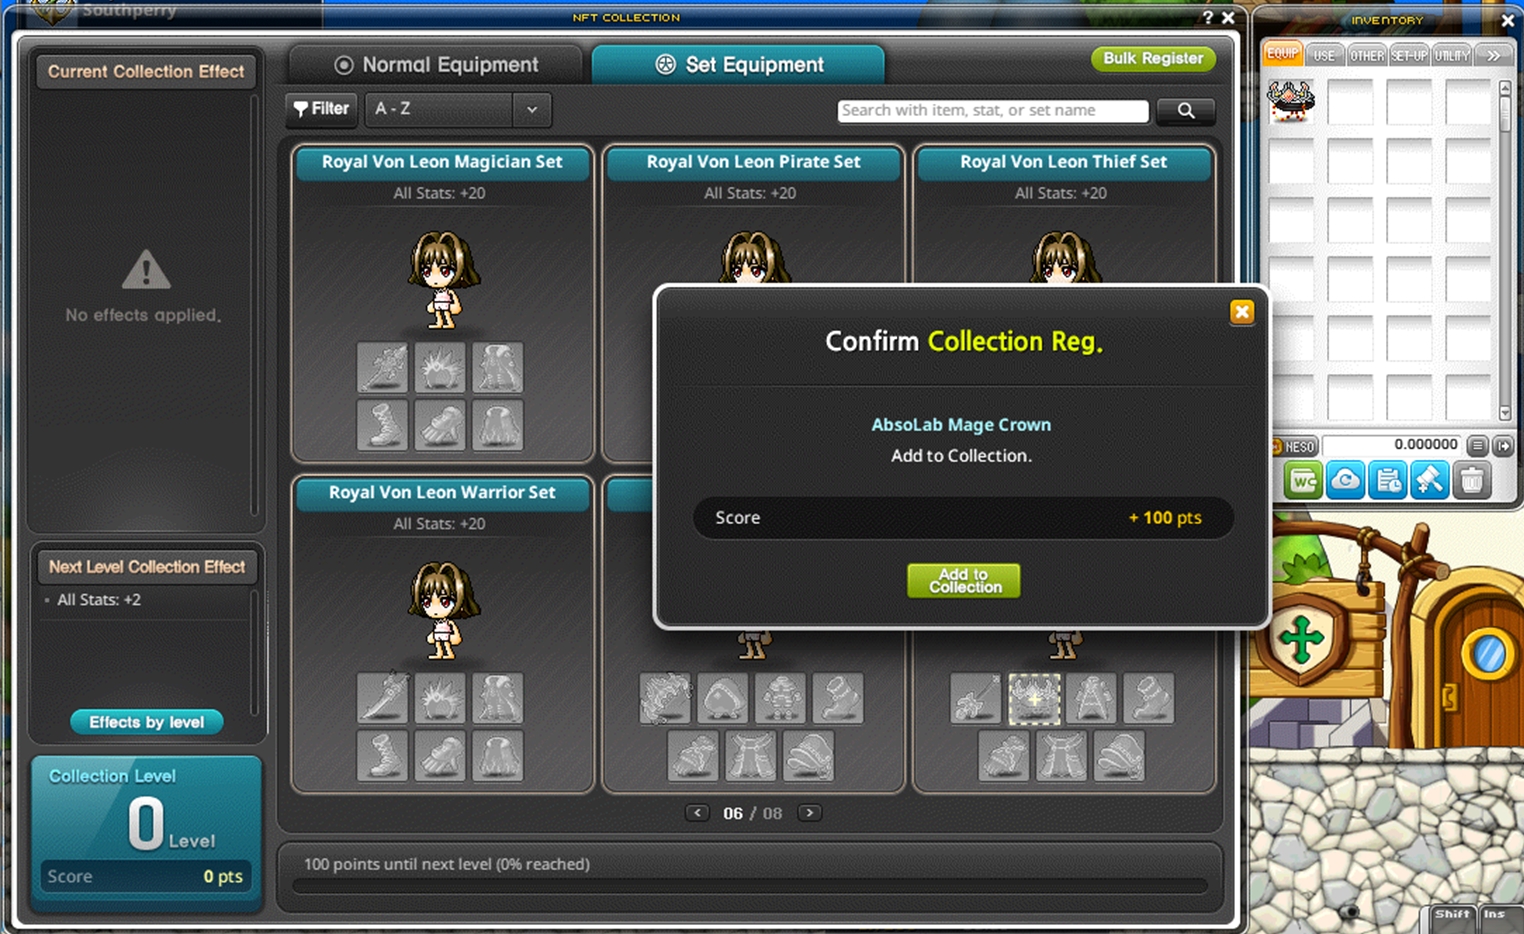 Southperry
NFT COLLECTION
?
INVENTORY
Current Collection Effect
Normal Equipment
Set Equipment
Bulk Register
EQUIP
USE
OTHER
SET-UP
UTILITY
Filter
A - Z
Search with item, stat, or set name
Royal Von Leon Magician Set
Royal Von Leon Pirate Set
Royal Von Leon Thief Set
All Stats: +20
All Stats: +20
All Stats: +20
No effects applied.
Confirm Collection Reg.
AbsoLab Mage Crown
Add to Collection.
NESO
0.000000
WC
Royal Von Leon Warrior Set
All Stats: +20
Score
+ 100 pts
Add to
Collection
Next Level Collection Effect
All Stats: +2
Effects by level
Collection Level
0 Level
Score
0 pts
06 / 08
100 points until next level (0% reached)
Shift
Ins